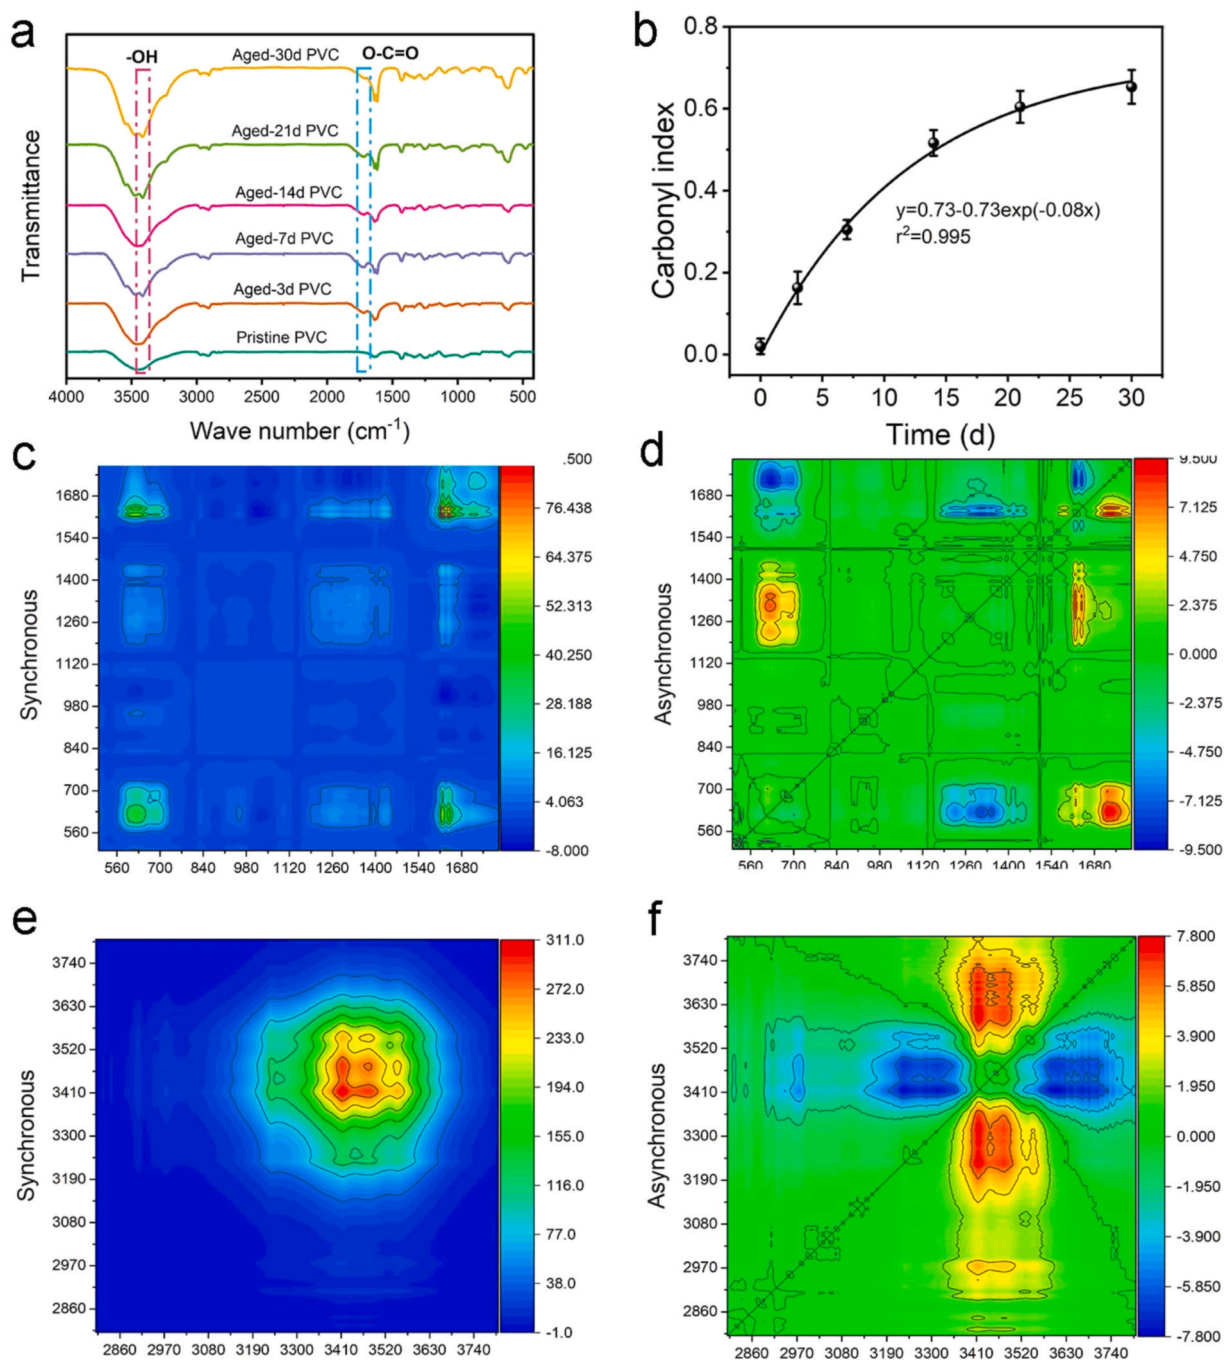 a
-OH
Aged-30d PVC
O-C=O
Aged-21d PVC
Aged-14d PVC
Aged-7d PVC
Aged-3d PVC
Pristine PVC
Transmittance
4000 3500 3000 2500 2000 1500 1000 500
Wave number (cm⁻¹)
b
0.8
0.6
0.4
0.2
0.0
Carbonyl index
y=0.73-0.73exp(-0.08x)
r²=0.995
0 5 10 15 20 25 30
Time (d)
c
Synchronous
1680
1540
1400
1260
1120
980
840
700
560
560 700 840 980 1120 1260 1400 1540 1680
.500
76.438
64.375
52.313
40.250
28.188
16.125
4.063
-8.000
d
Asynchronous
1680
1540
1400
1260
1120
980
840
700
560
560 700 840 980 1120 1260 1400 1540 1680
9.500
7.125
4.750
2.375
0.000
-2.375
-4.750
-7.125
-9.500
e
Synchronous
3740
3630
3520
3410
3300
3190
3080
2970
2860
2860 2970 3080 3190 3300 3410 3520 3630 3740
311.0
272.0
233.0
194.0
155.0
116.0
77.0
38.0
-1.0
f
Asynchronous
3740
3630
3520
3410
3300
3190
3080
2970
2860
2860 2970 3080 3190 3300 3410 3520 3630 3740
7.800
5.850
3.900
1.950
0.000
-1.950
-3.900
-5.850
-7.800